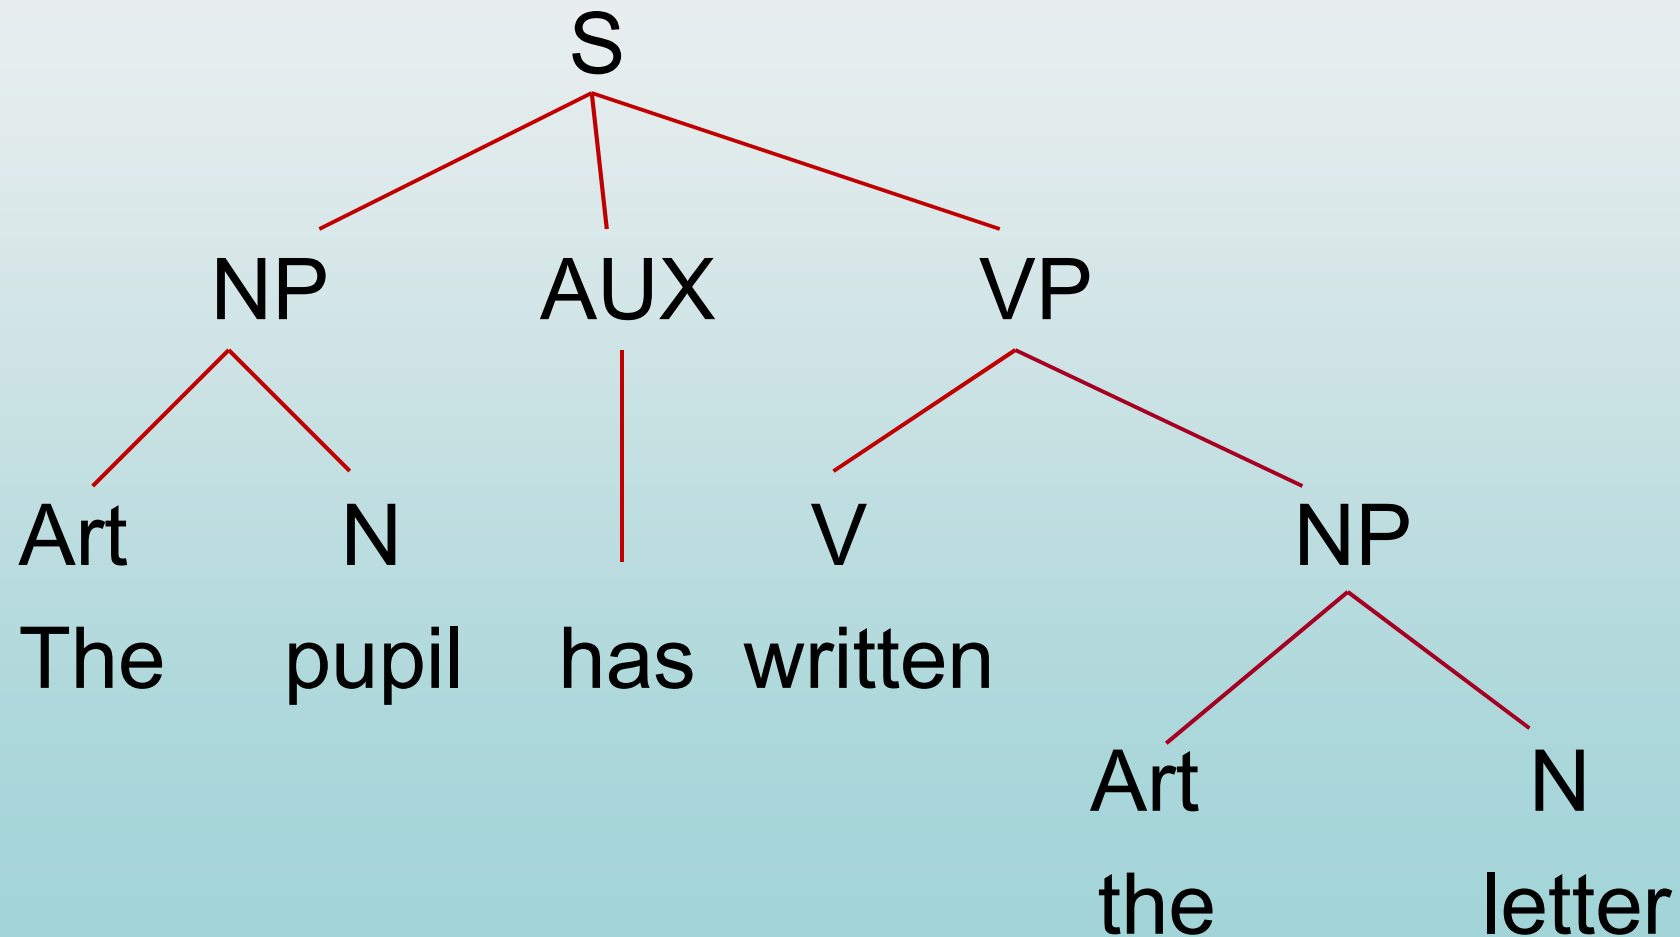 S
NP AUX VP
Art N V NP
The pupil has written
Art N
the letter